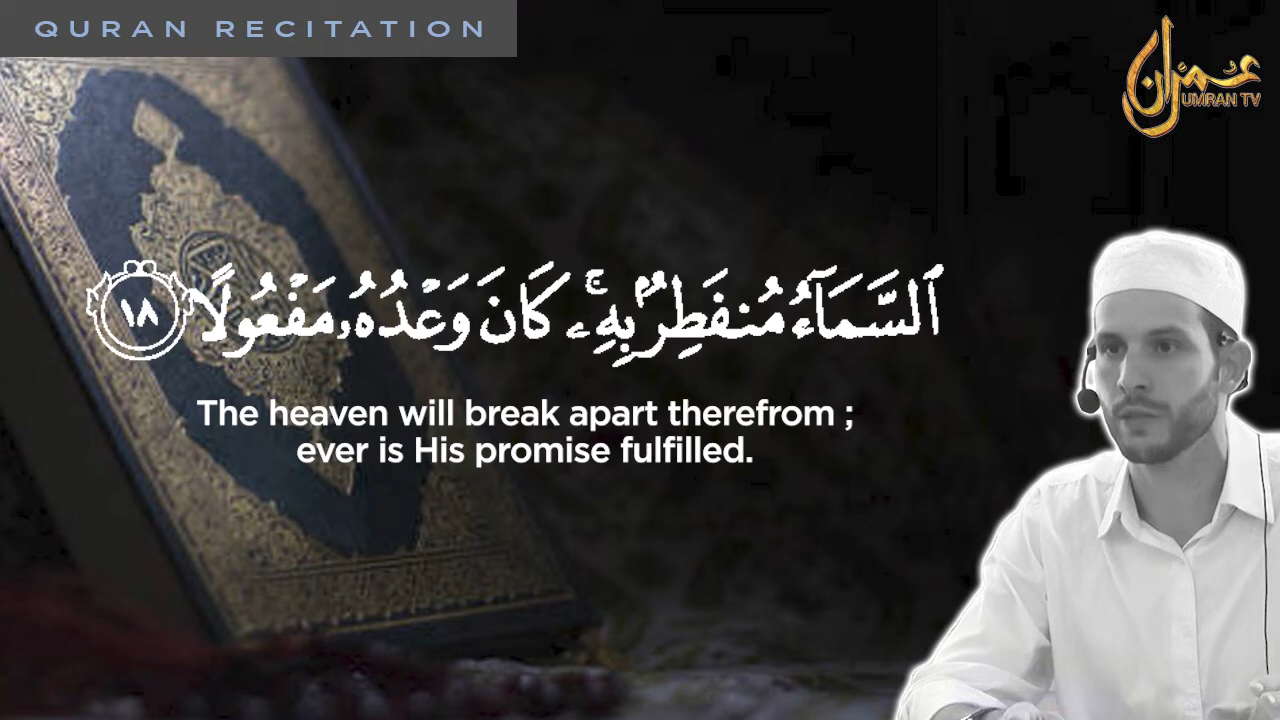 QURAN RECITATION
عمران
UMRAN TV
ٱلسَّمَآءُ مُنفَطِرٌۢ بِهِۦۚ كَانَ وَعْدُهُۥ مَفْعُولًا ١٨
The heaven will break apart therefrom ;
ever is His promise fulfilled.